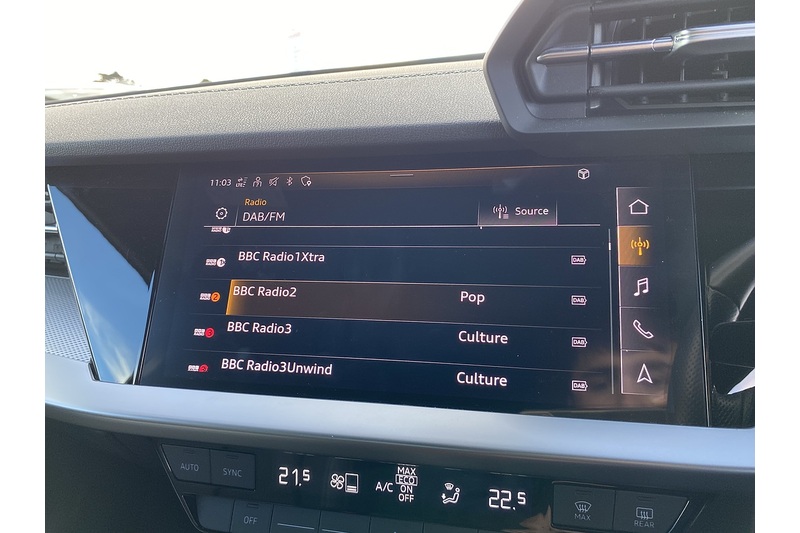 11:03
Radio
DAB/FM
Source
BBC Radio1Xtra
DAB
BBC Radio2
Pop
DAB
BBC Radio3
Culture
DAB
BBC Radio3Unwind
Culture
DAB
AUTO
SYNC
21.5
A/C
MAX
ECO
ON
OFF
22.5
MAX
REAR
OFF